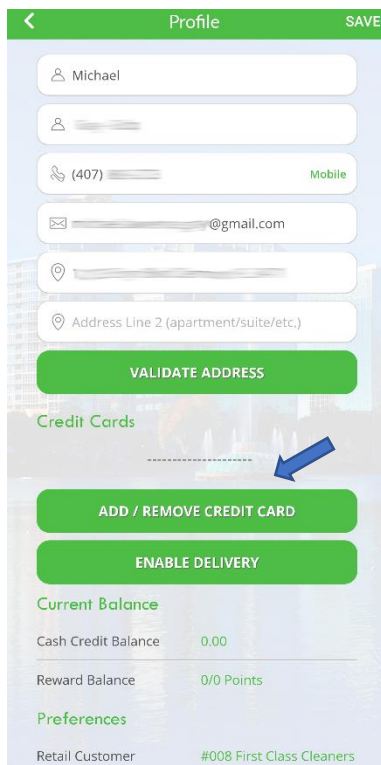 Profile SAVE
Michael
(407) Mobile
@gmail.com
Address Line 2 (apartment/suite/etc.)
VALIDATE ADDRESS
Credit Cards
--------------------
ADD / REMOVE CREDIT CARD
ENABLE DELIVERY
Current Balance
Cash Credit Balance 0.00
Reward Balance 0/0 Points
Preferences
Retail Customer #008 First Class Cleaners